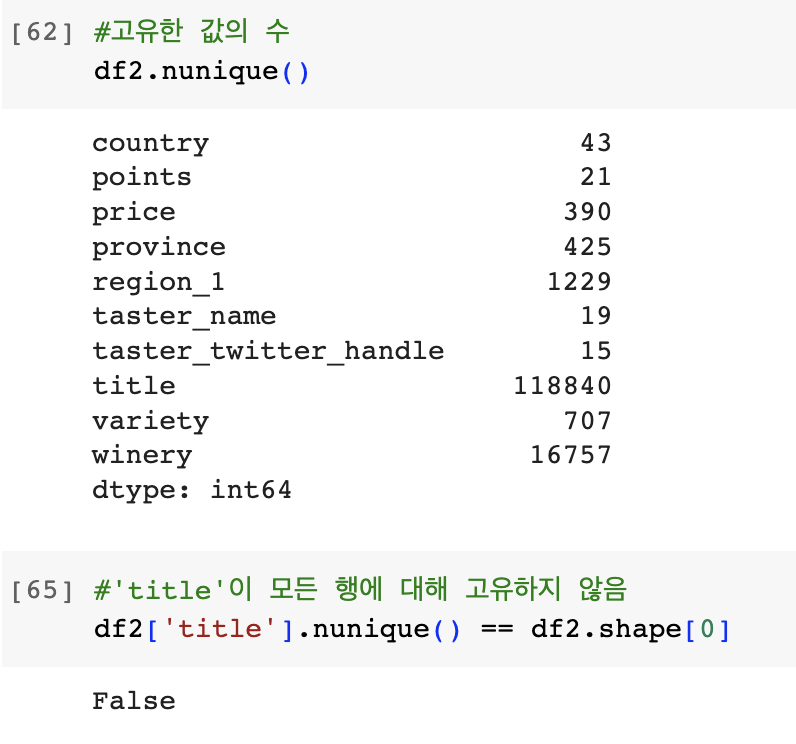 [62] #고유한 값의 수
df2.nunique()
country 43
points 21
price 390
province 425
region_1 1229
taster_name 19
taster_twitter_handle 15
title 118840
variety 707
winery 16757
dtype: int64
[65] #'title'이 모든 행에 대해 고유하지 않음
df2['title'].nunique() == df2.shape[0]
False